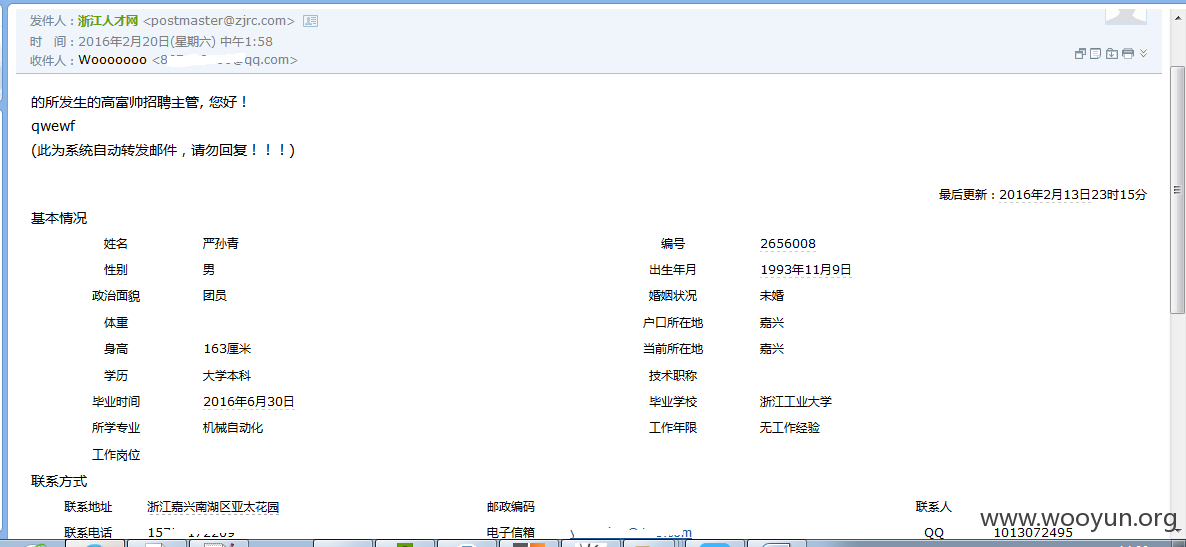 发件人：浙江人才网 <postmaster@zjrc.com>
时 间：2016年2月20日(星期六) 中午1:58
收件人：Wooooooo <8 @qq.com>
的所发生的高富帅招聘主管, 您好！
qwewf
(此为系统自动转发邮件，请勿回复！！！)
最后更新：2016年2月13日23时15分
基本情况
姓名 严孙青 编号 2656008
性别 男 出生年月 1993年11月9日
政治面貌 团员 婚姻状况 未婚
体重 户口所在地 嘉兴
身高 163厘米 当前所在地 嘉兴
学历 大学本科 技术职称
毕业时间 2016年6月30日 毕业学校 浙江工业大学
所学专业 机械自动化 工作年限 无工作经验
工作岗位
联系方式
联系地址 浙江嘉兴南湖区亚太花园 邮政编码 联系人
联系电话 电子信箱 QQ 1013072495
www.wooyun.org